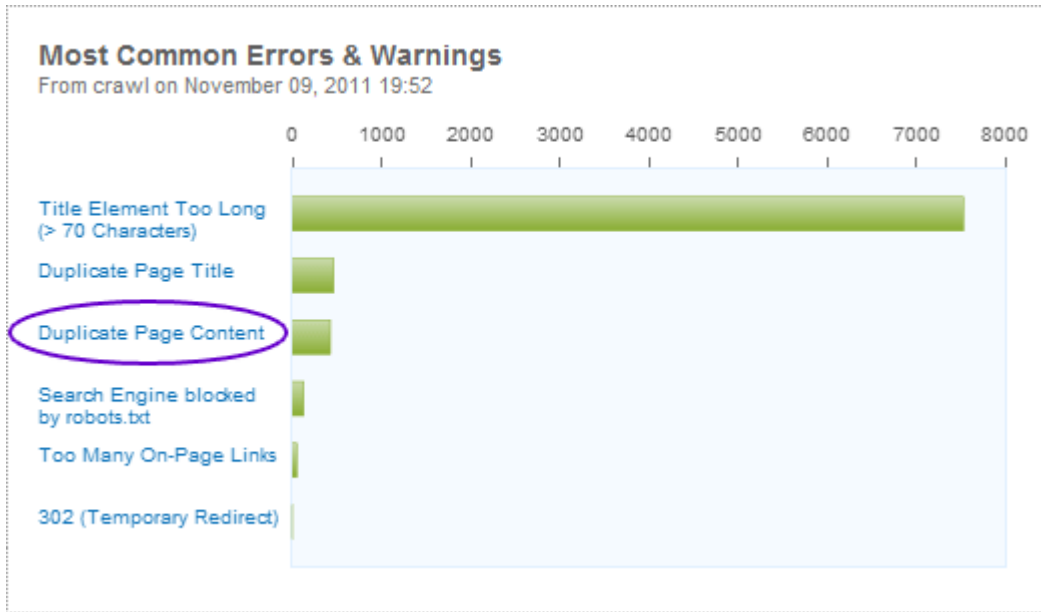 Most Common Errors & Warnings
From crawl on November 09, 2011 19:52
0 1000 2000 3000 4000 5000 6000 7000 8000
Title Element Too Long
(> 70 Characters)
Duplicate Page Title
Duplicate Page Content
Search Engine blocked
by robots.txt
Too Many On-Page Links
302 (Temporary Redirect)